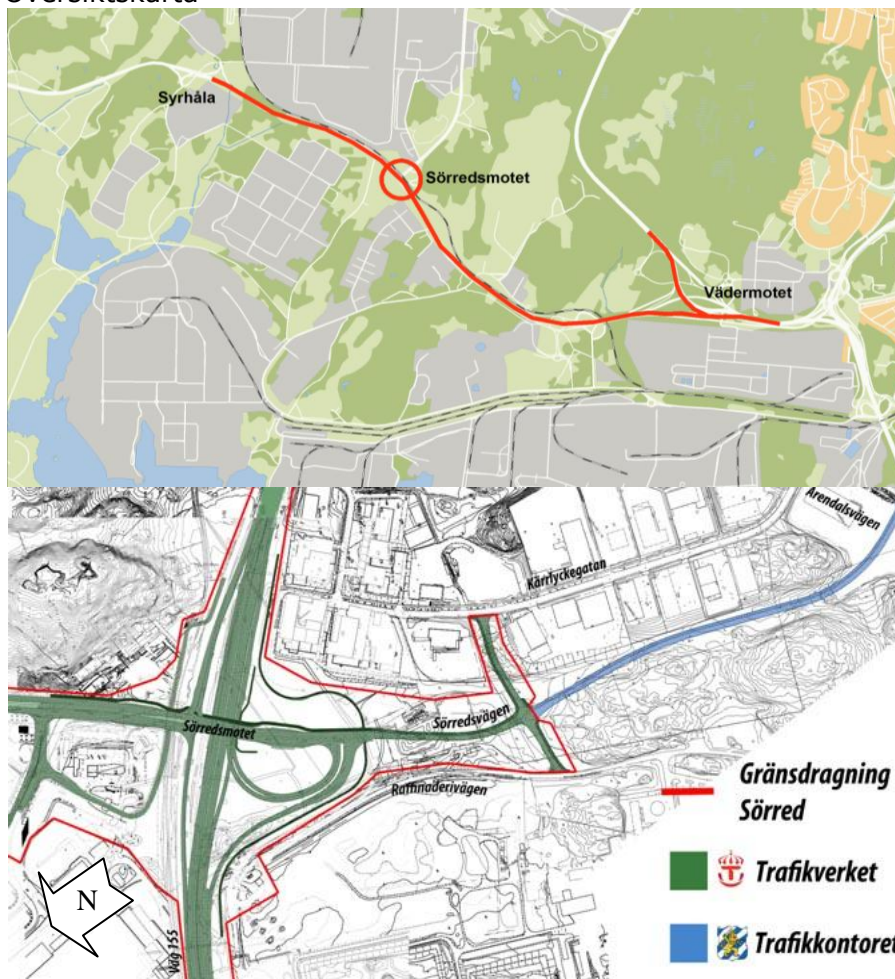 Översiktskarta
Syrhåla
Sörredsmotet
Vädermotet
Arendalsvägen
Kärrlyckegatan
Sörredsvägen
Sörredsmotet
Raffinaderivägen
Väg 155
N
Gränsdragning
Sörred
Trafikverket
Trafikkontoret